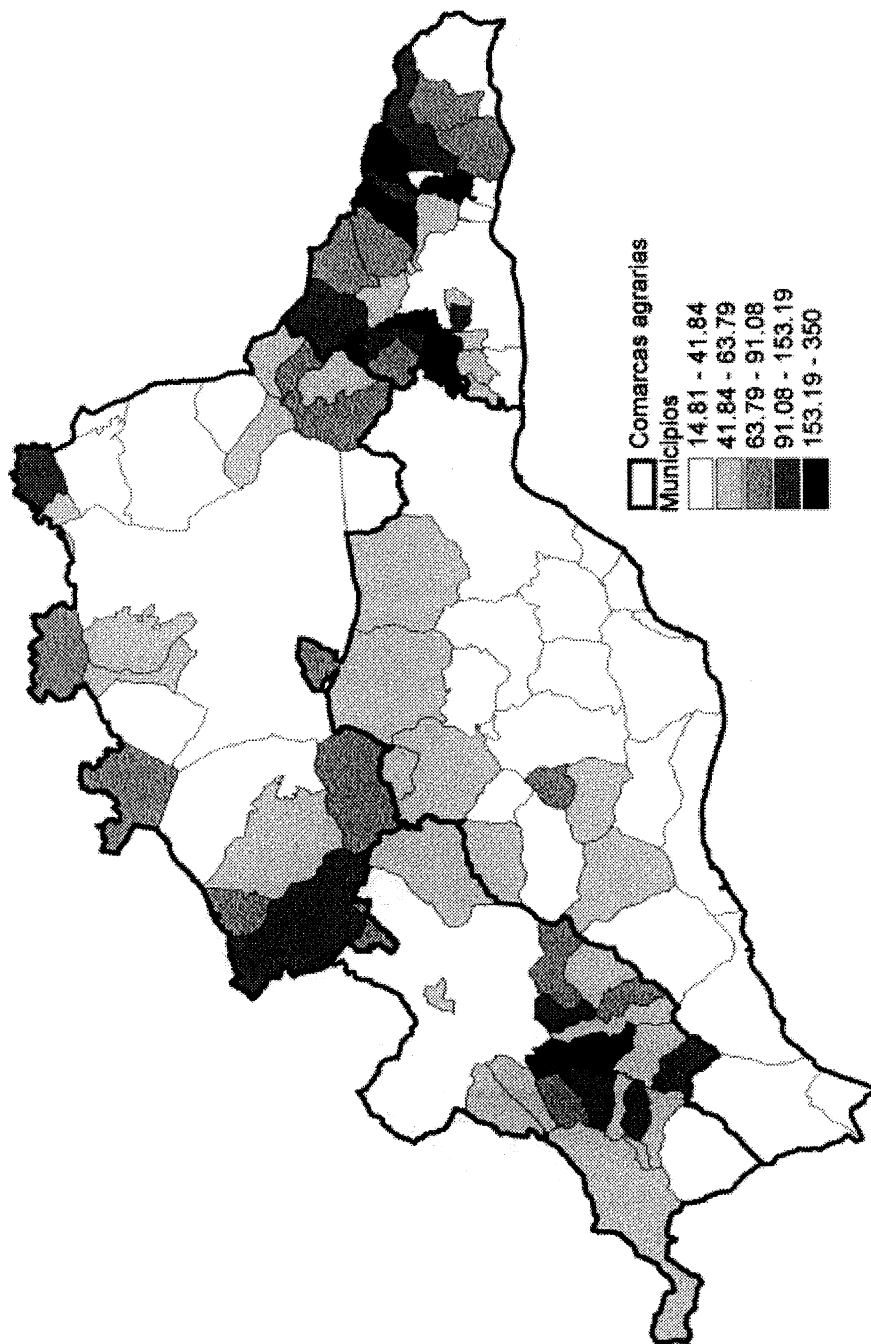 Comarcas agrarias
Municipios
14.81 - 41.84
41.84 - 63.79
63.79 - 91.08
91.08 - 153.19
153.19 - 350